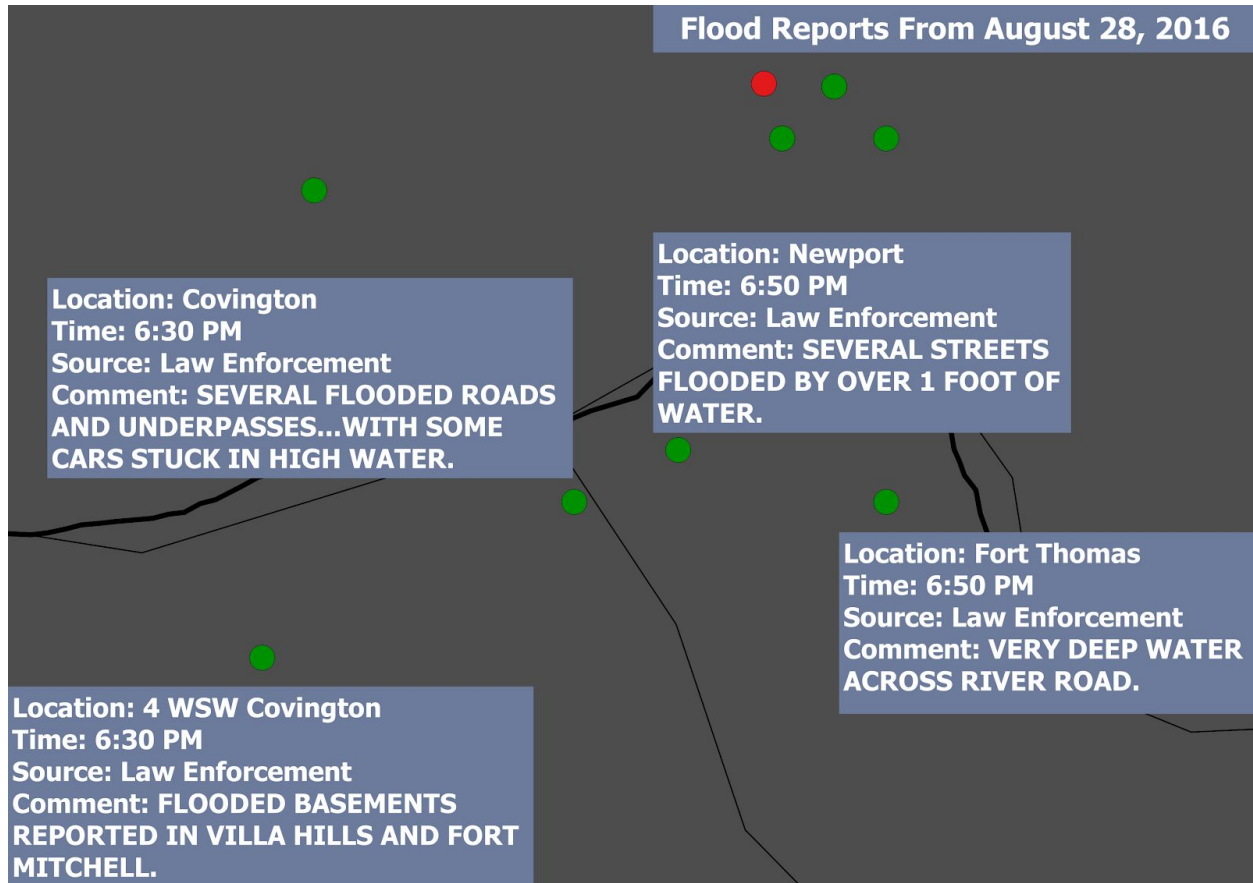 Flood Reports From August 28, 2016
Location: Newport
Time: 6:50 PM
Source: Law Enforcement
Comment: SEVERAL STREETS
FLOODED BY OVER 1 FOOT OF
WATER.
Location: Covington
Time: 6:30 PM
Source: Law Enforcement
Comment: SEVERAL FLOODED ROADS
AND UNDERPASSES...WITH SOME
CARS STUCK IN HIGH WATER.
Location: Fort Thomas
Time: 6:50 PM
Source: Law Enforcement
Comment: VERY DEEP WATER
ACROSS RIVER ROAD.
Location: 4 WSW Covington
Time: 6:30 PM
Source: Law Enforcement
Comment: FLOODED BASEMENTS
REPORTED IN VILLA HILLS AND FORT
MITCHELL.